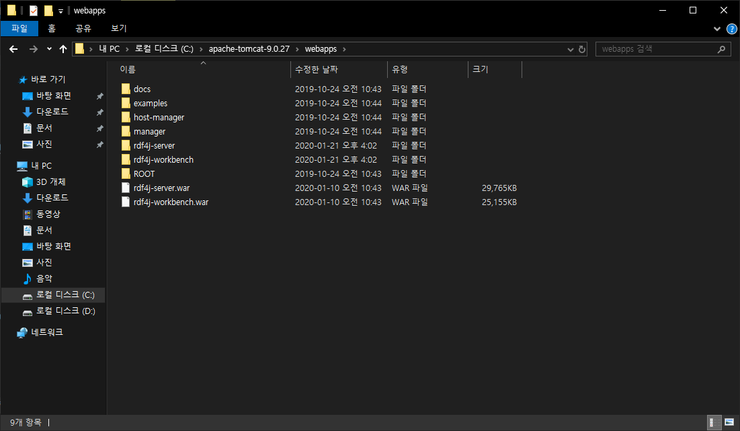 webapps
파일 홈 공유 보기
내 PC > 로컬 디스크 (C:) > apache-tomcat-9.0.27 > webapps >
webapps 검색
이름 수정한 날짜 유형 크기
바로 가기
바탕 화면
다운로드
문서
사진
내 PC
3D 개체
다운로드
동영상
문서
바탕 화면
사진
음악
로컬 디스크 (C:)
로컬 디스크 (D:)
네트워크
docs 2019-10-24 오전 10:43 파일 폴더
examples 2019-10-24 오전 10:44 파일 폴더
host-manager 2019-10-24 오전 10:44 파일 폴더
manager 2019-10-24 오전 10:44 파일 폴더
rdf4j-server 2020-01-21 오후 4:02 파일 폴더
rdf4j-workbench 2020-01-21 오후 4:02 파일 폴더
ROOT 2019-10-24 오전 10:43 파일 폴더
rdf4j-server.war 2020-01-10 오전 10:43 WAR 파일 29,765KB
rdf4j-workbench.war 2020-01-10 오전 10:43 WAR 파일 25,155KB
9개 항목